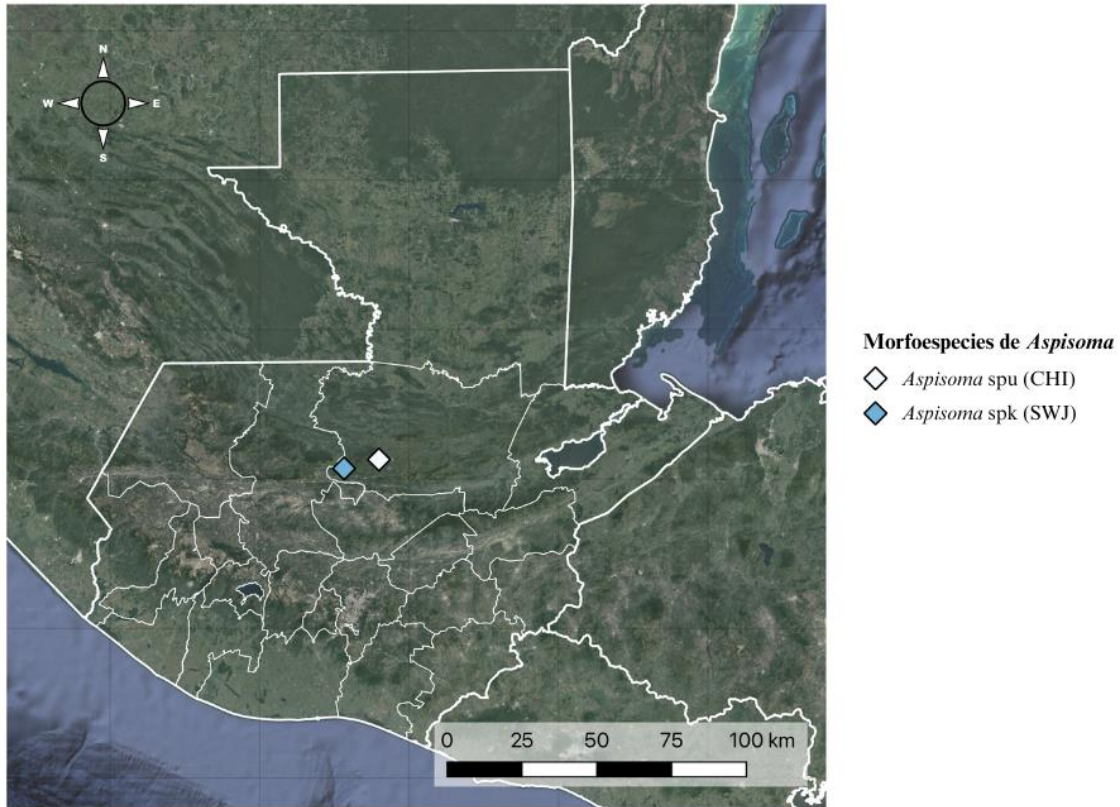 N
W E
S
Morfoespecies de Aspisoma
Aspisoma spu (CHI)
Aspisoma spk (SWJ)
0 25 50 75 100 km